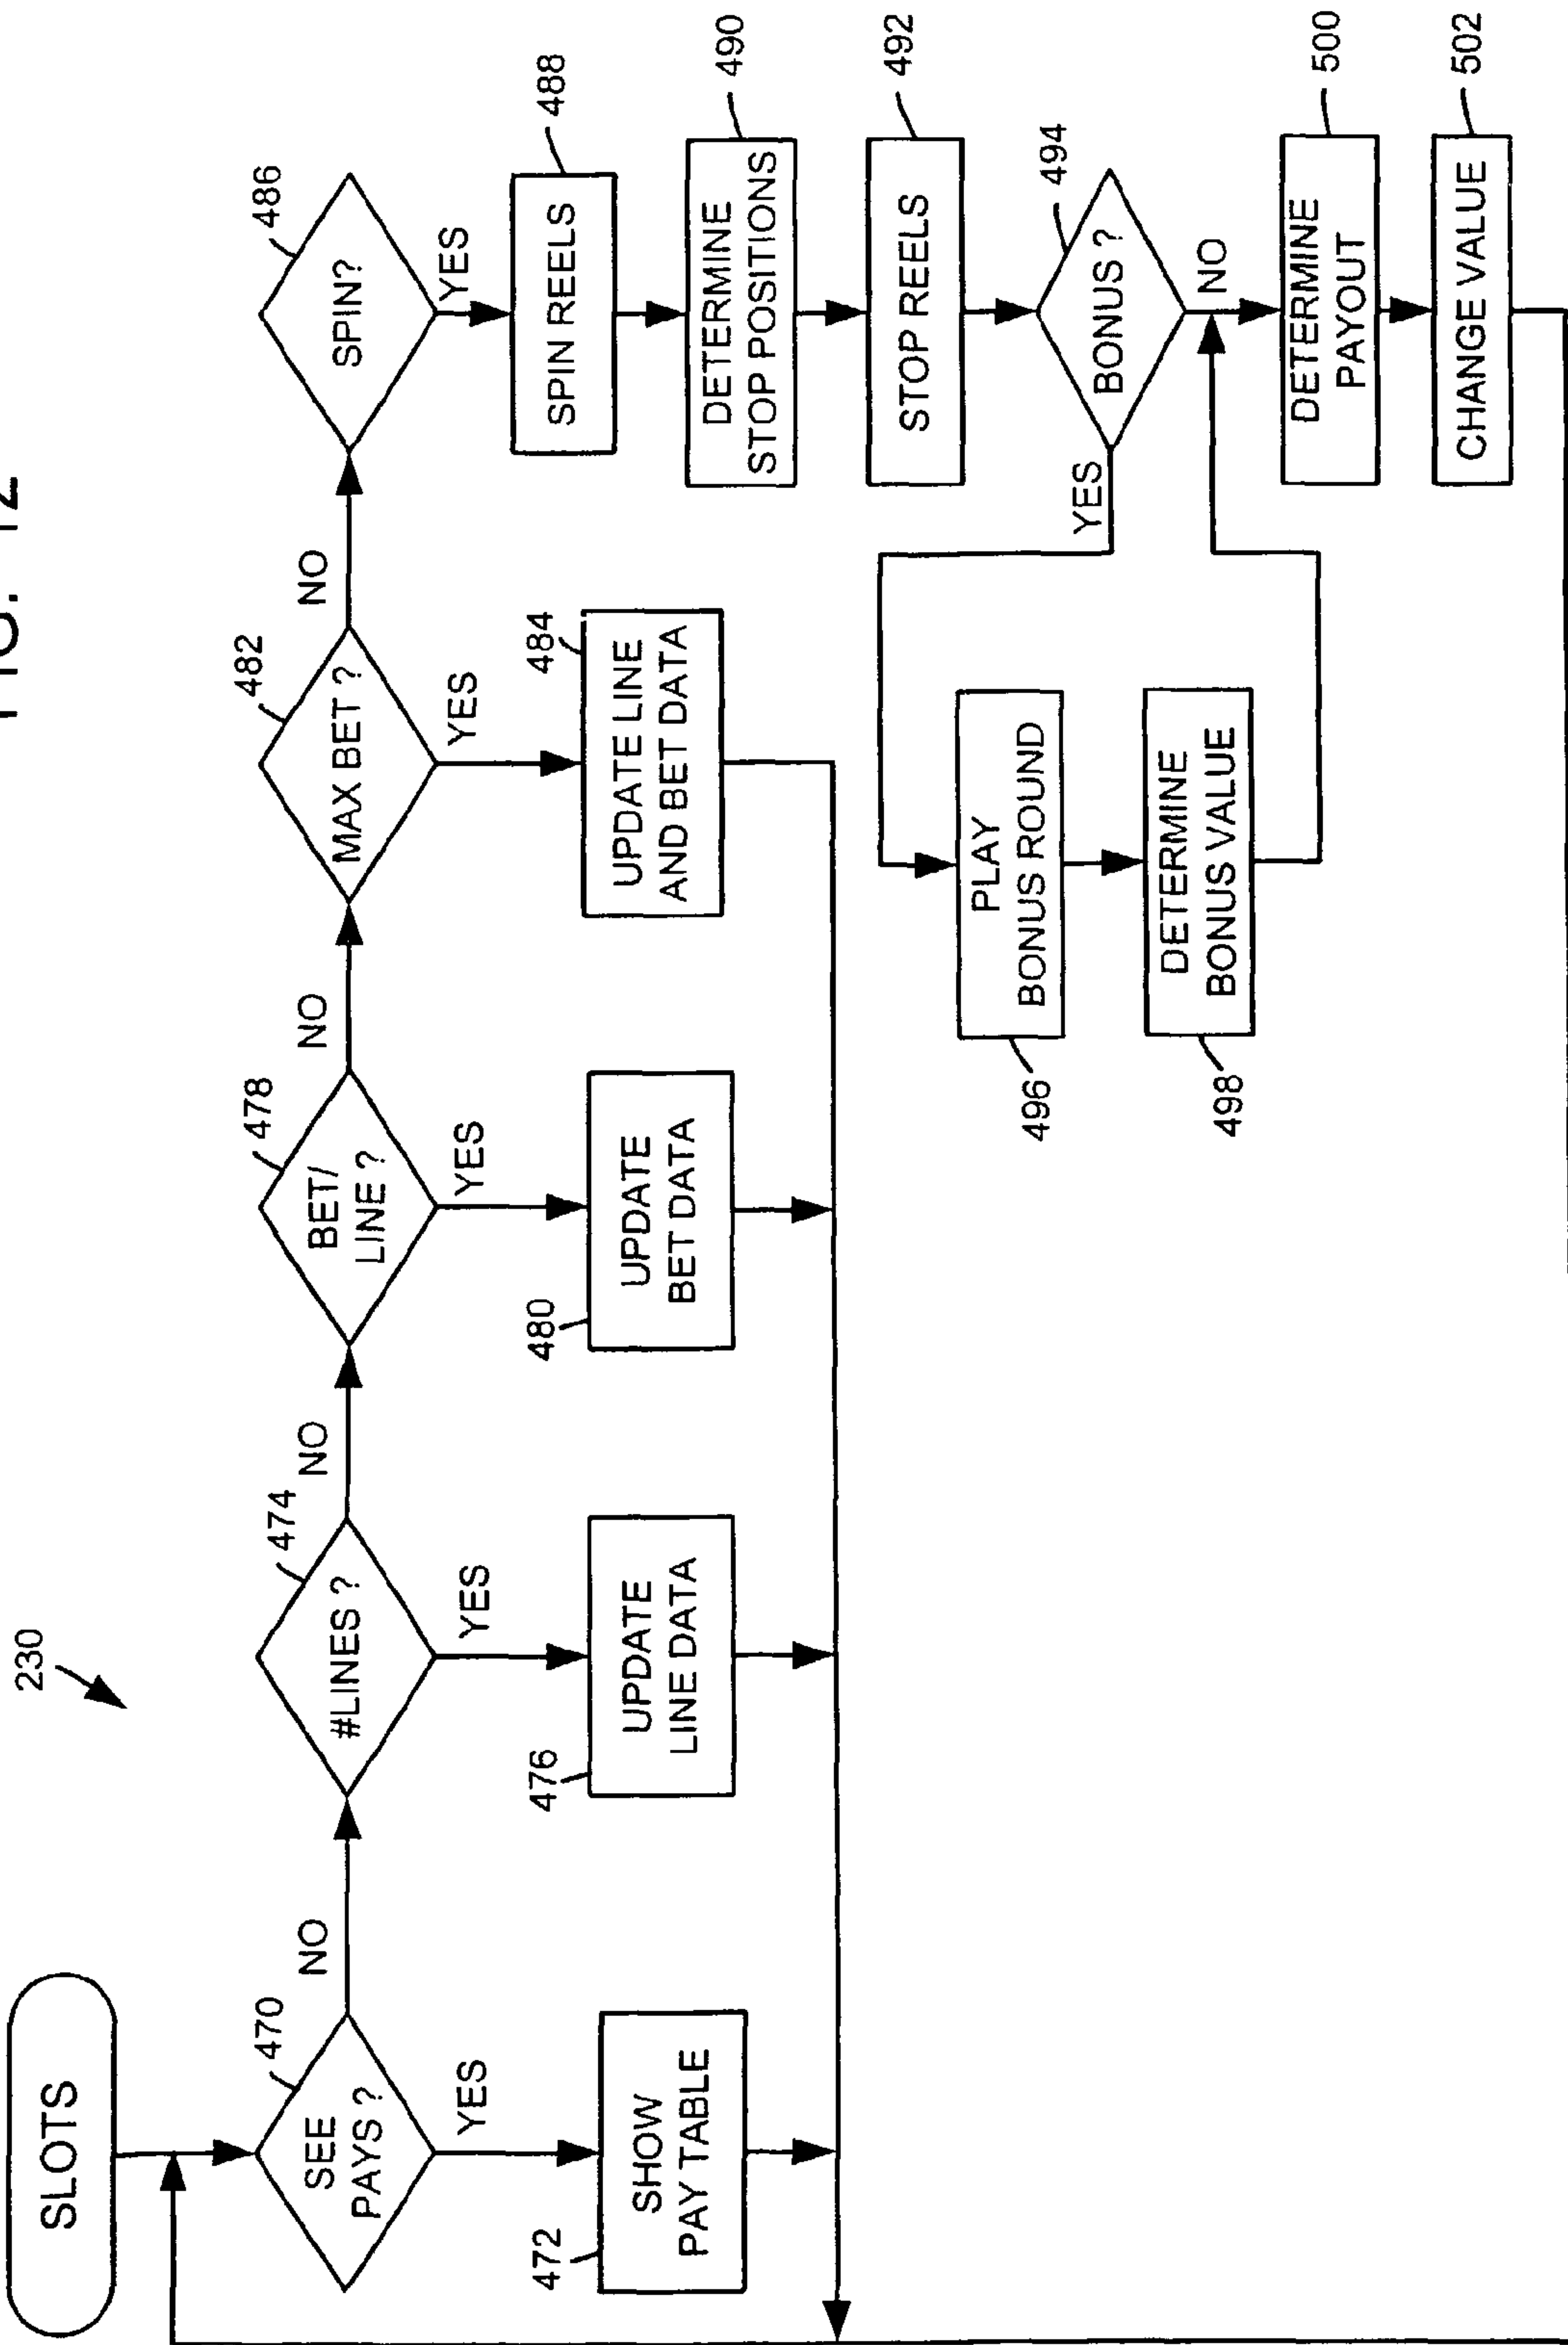 FIG. 12
230
SLOTS
470
SEE
PAYS ?
NO
YES
472
SHOW
PAY TABLE
474
#LINES ?
NO
YES
476
UPDATE
LINE DATA
478
BET/
LINE ?
NO
YES
480
UPDATE
BET DATA
482
MAX BET ?
NO
YES
484
UPDATE LINE
AND BET DATA
486
SPIN?
YES
488
SPIN REELS
490
DETERMINE
STOP POSITIONS
492
STOP REELS
494
BONUS ?
YES
NO
496
PLAY
BONUS ROUND
498
DETERMINE
BONUS VALUE
500
DETERMINE
PAYOUT
502
CHANGE VALUE